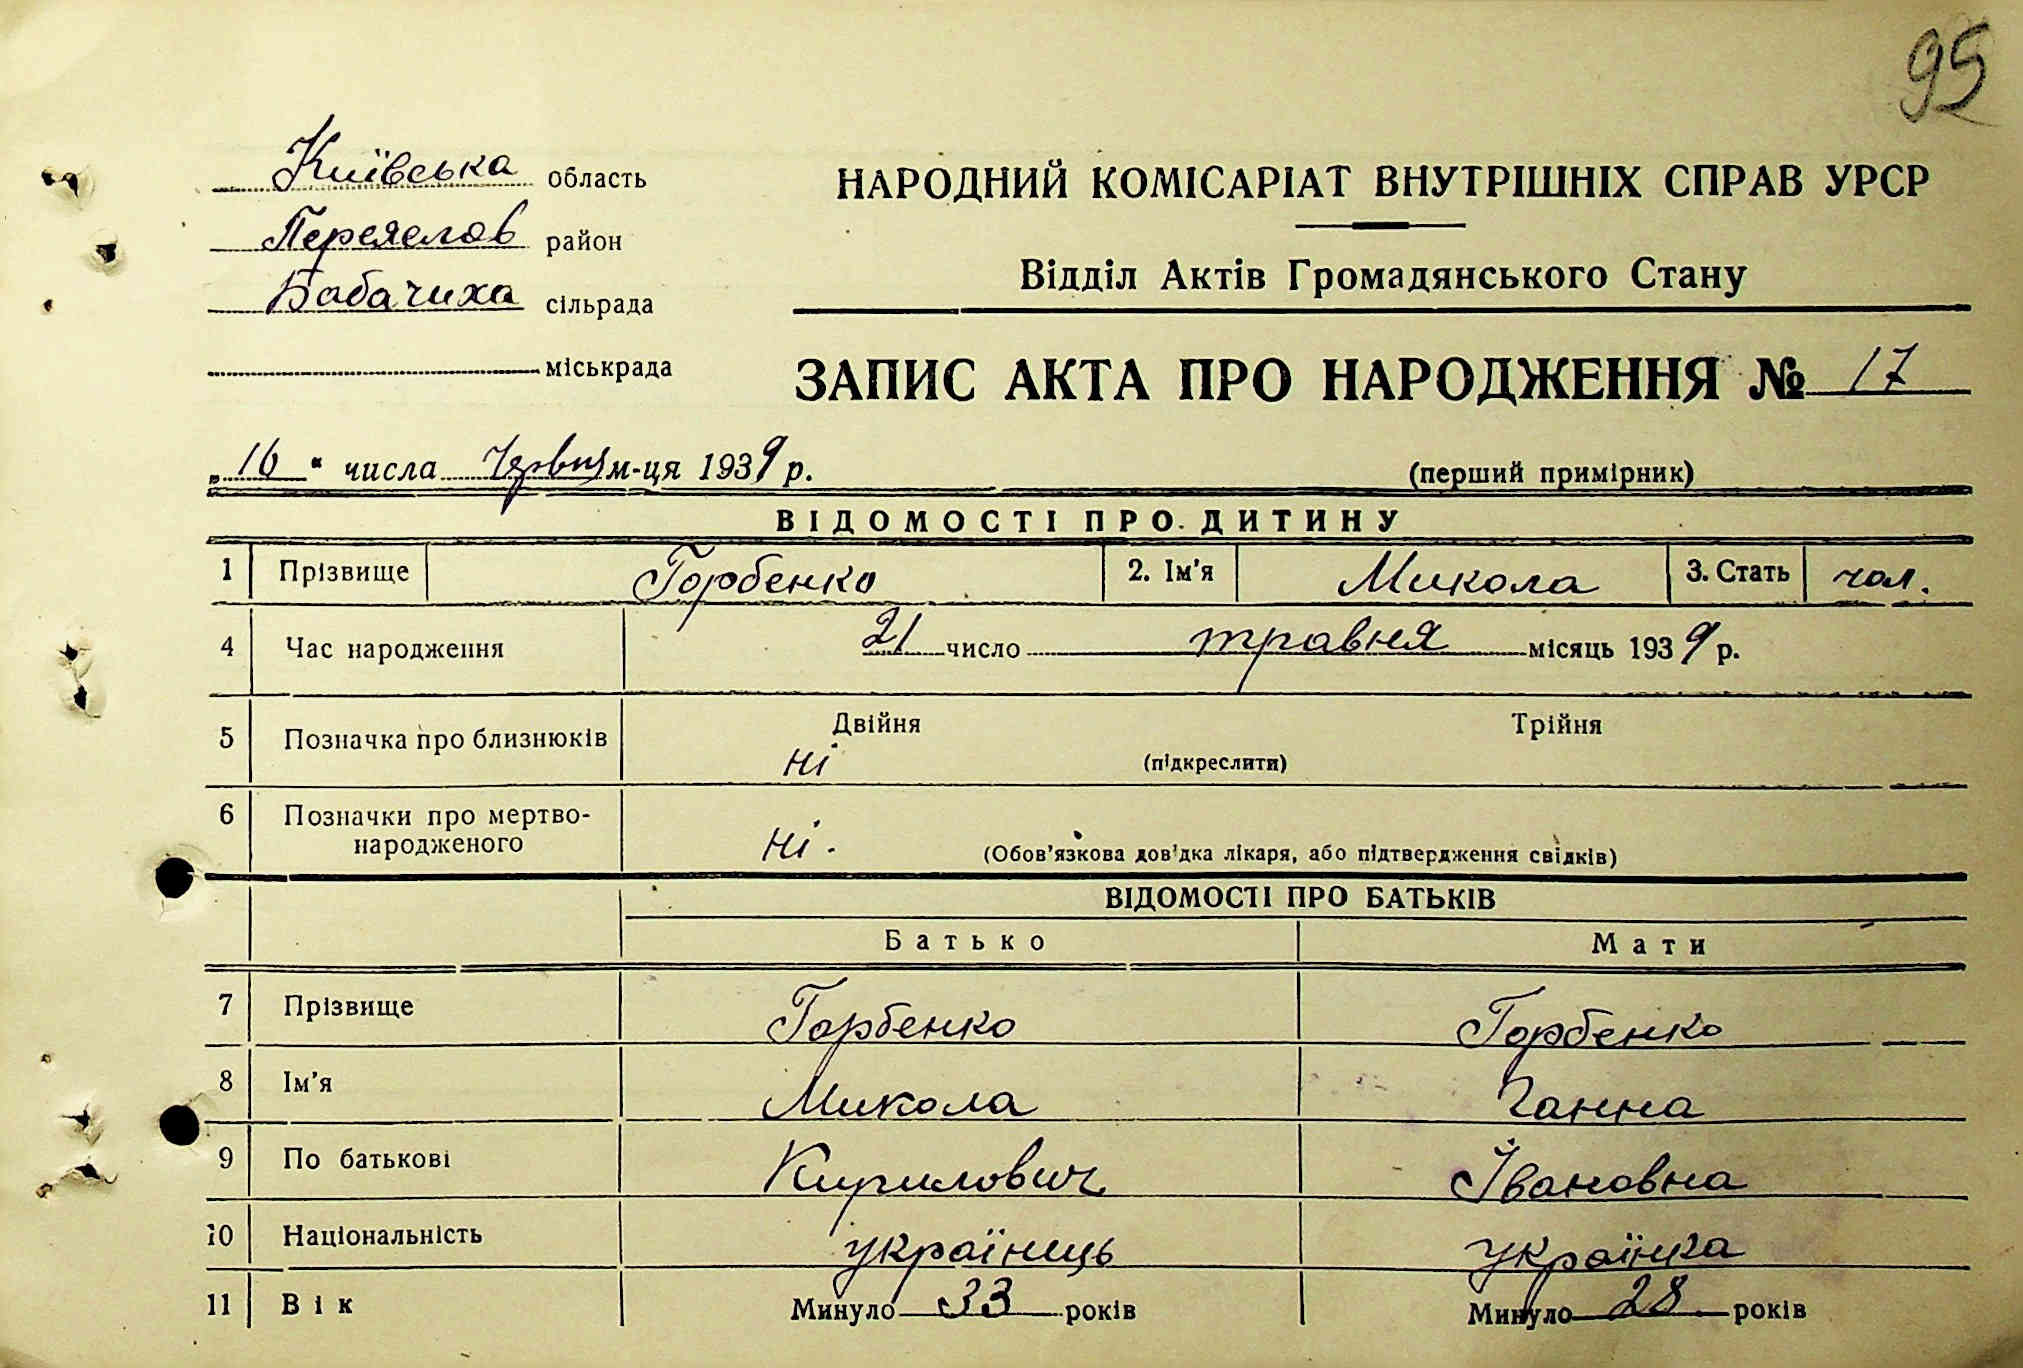 95
Київська область
Переяслав район
Бабачиха сільрада
міськрада
НАРОДНИЙ КОМІСАРІАТ ВНУТРІШНІХ СПРАВ УРСР
Відділ Актів Громадянського Стану
ЗАПИС АКТА ПРО НАРОДЖЕННЯ № 17
„16“ числа Червня м-ця 1939 р.
(перший примірник)
ВІДОМОСТІ ПРО ДИТИНУ
1 Прізвище Горбенко 2. Ім'я Микола 3. Стать чол.
4 Час народження 21 число травня місяць 1939 р.
5 Позначка про близнюків Двійня Трійня
ні (підкреслити)
6 Позначки про мертво-
народженого ні. (Обов'язкова дов'дка лікаря, або підтвердження свідків)
ВІДОМОСТІ ПРО БАТЬКІВ
Батько Мати
7 Прізвище Горбенко Горбенко
8 Ім'я Микола Ганна
9 По батькові Кирилович Івановна
10 Національність українець українка
11 Вік Минуло 33 років Минуло 28 років